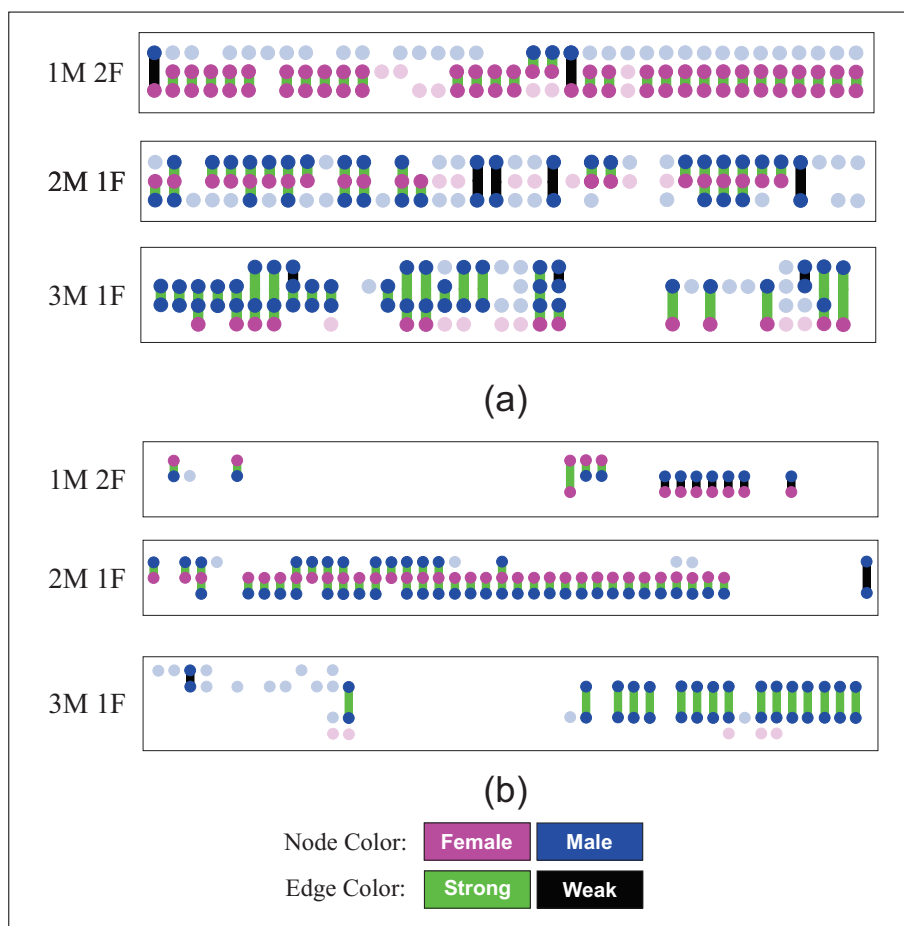 1M 2F
2M 1F
3M 1F
(a)
1M 2F
2M 1F
3M 1F
(b)
Node Color: Female Male
Edge Color: Strong Weak